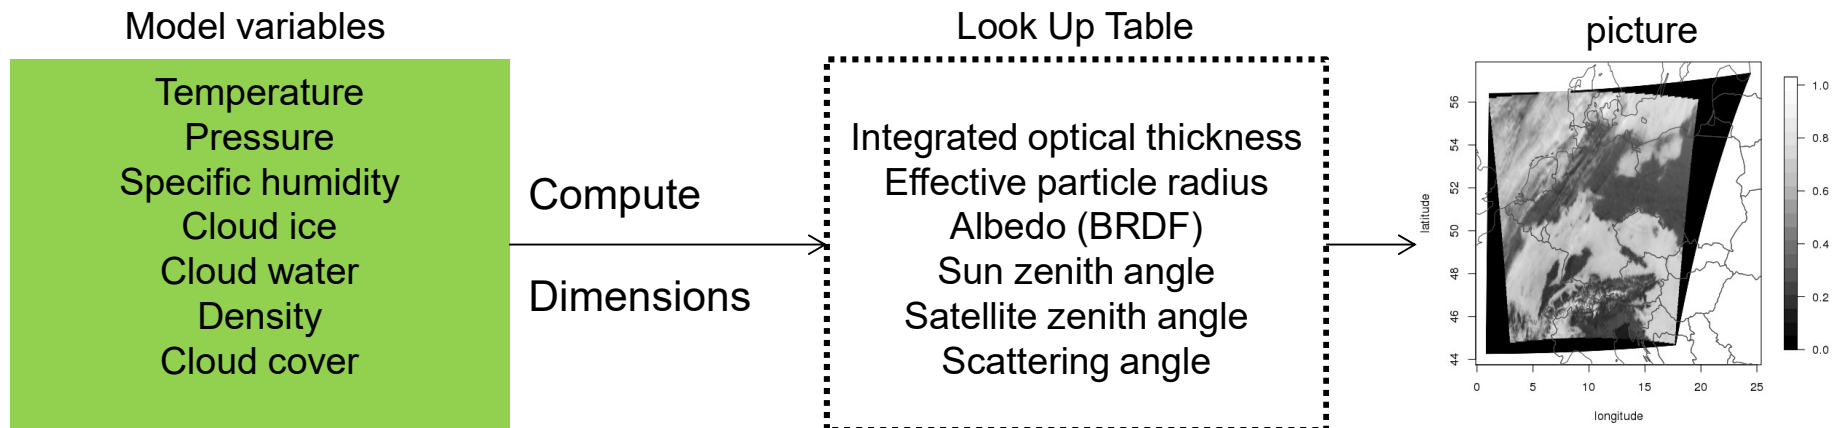 Model variables
Temperature
Pressure
Specific humidity
Cloud ice
Cloud water
Density
Cloud cover
Compute
Dimensions
Look Up Table
Integrated optical thickness
Effective particle radius
Albedo (BRDF)
Sun zenith angle
Satellite zenith angle
Scattering angle
picture
latitude
56
54
52
50
48
46
44
0 5 10 15 20 25
longitude
1.0
0.8
0.6
0.4
0.2
0.0